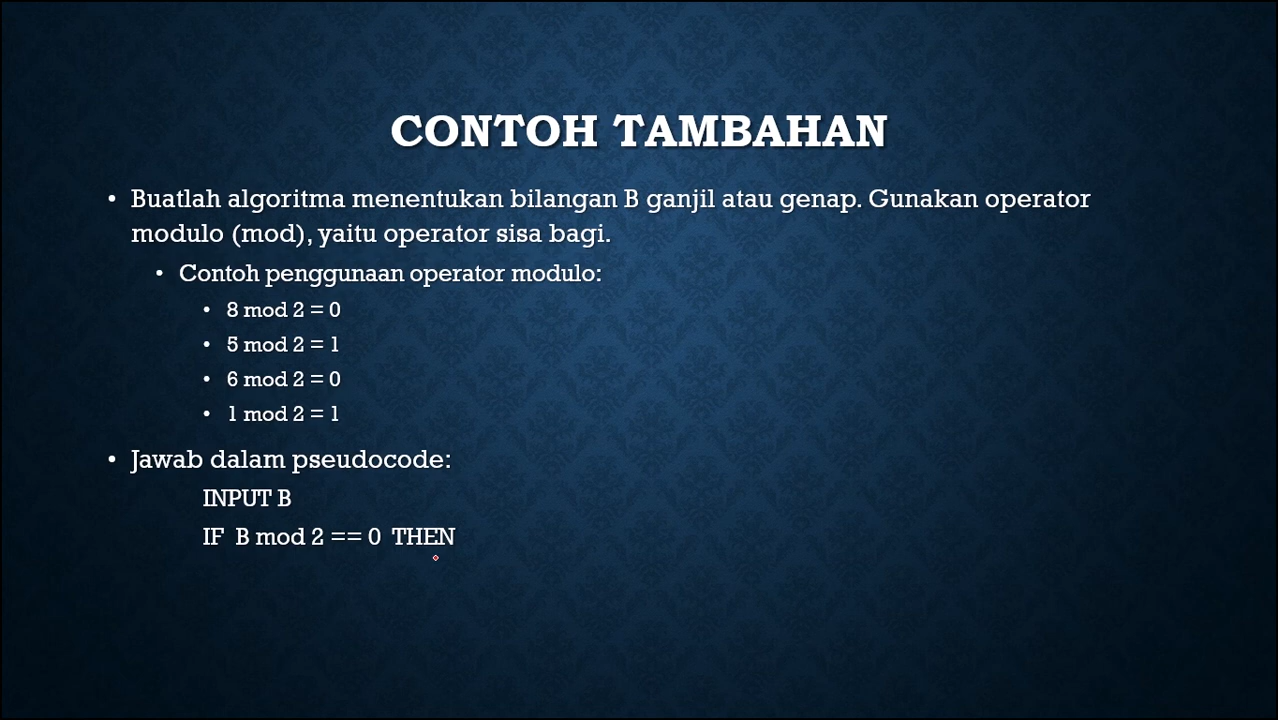 CONTOH TAMBAHAN
• Buatlah algoritma menentukan bilangan B ganjil atau genap. Gunakan operator
modulo (mod), yaitu operator sisa bagi.
• Contoh penggunaan operator modulo:
• 8 mod 2 = 0
• 5 mod 2 = 1
• 6 mod 2 = 0
• 1 mod 2 = 1
• Jawab dalam pseudocode:
INPUT B
IF B mod 2 == 0 THEN